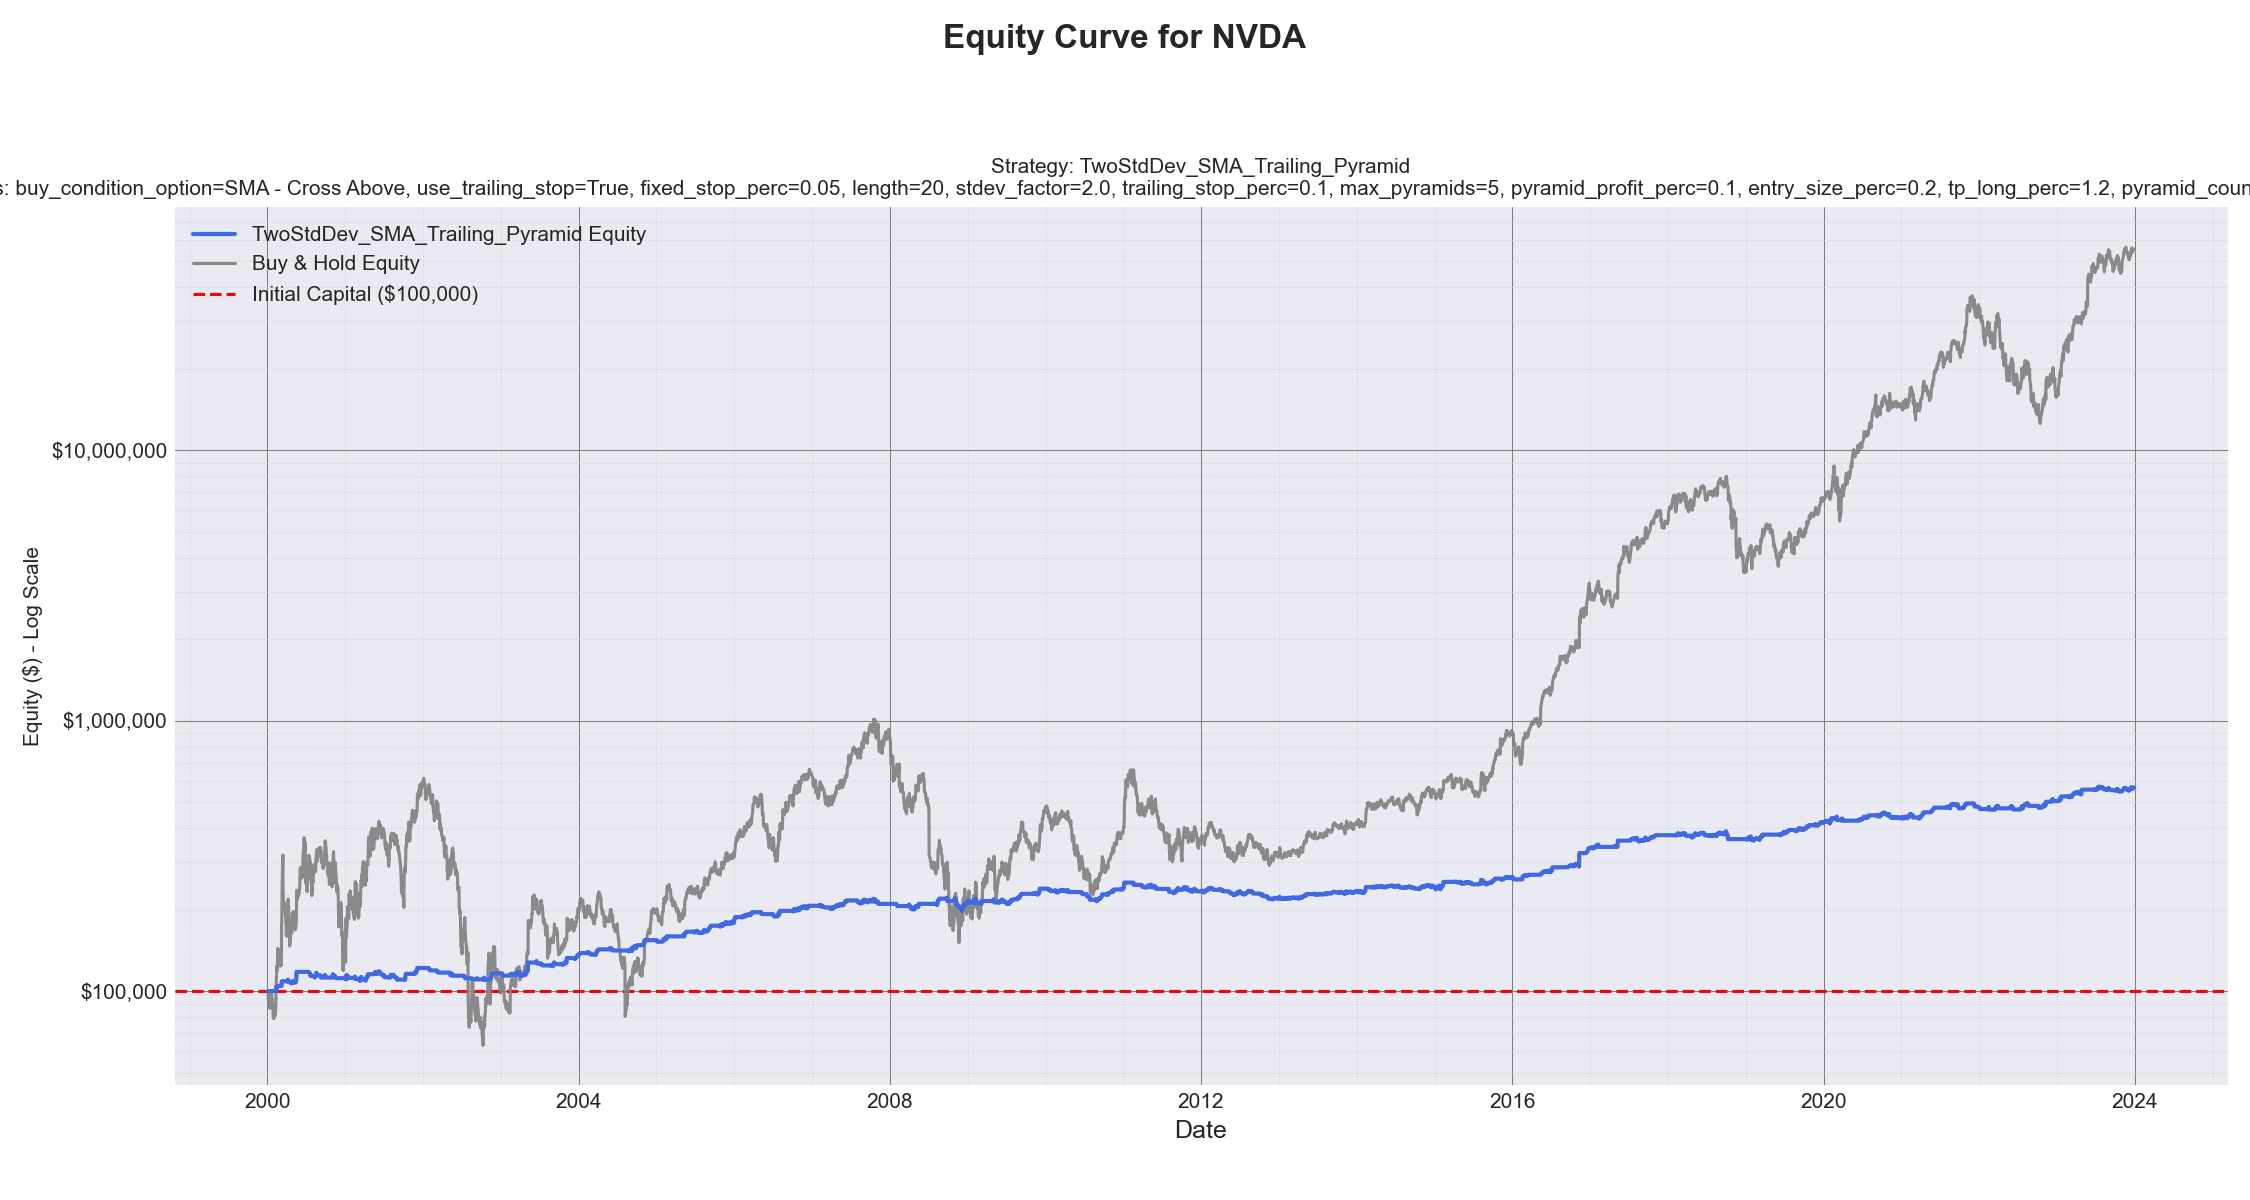 Equity Curve for NVDA
Strategy: TwoStdDev_SMA_Trailing_Pyramid
s: buy_condition_option=SMA - Cross Above, use_trailing_stop=True, fixed_stop_perc=0.05, length=20, stdev_factor=2.0, trailing_stop_perc=0.1, max_pyramids=5, pyramid_profit_perc=0.1, entry_size_perc=0.2, tp_long_perc=1.2, pyramid_coun
TwoStdDev_SMA_Trailing_Pyramid Equity
Buy & Hold Equity
Initial Capital ($100,000)
Equity ($) - Log Scale
$10,000,000
$1,000,000
$100,000
2000 2004 2008 2012 2016 2020 2024
Date